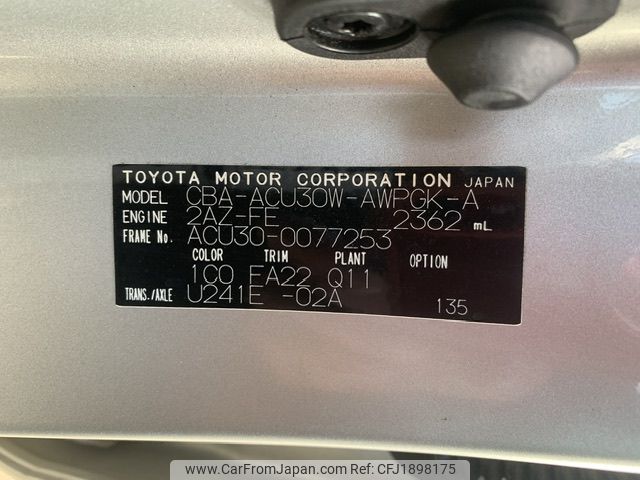 TOYOTA MOTOR CORPORATION JAPAN
MODEL CBA-ACU30W-AWPGK-A
ENGINE 2AZ-FE 2362 mL
FRAME No. ACU30-0077253
COLOR TRIM PLANT OPTION
1C0 FA22 Q11
TRANS./AXLE U241E -02A 135
www.CarFromJapan.com | Ref No: CFJ1898175